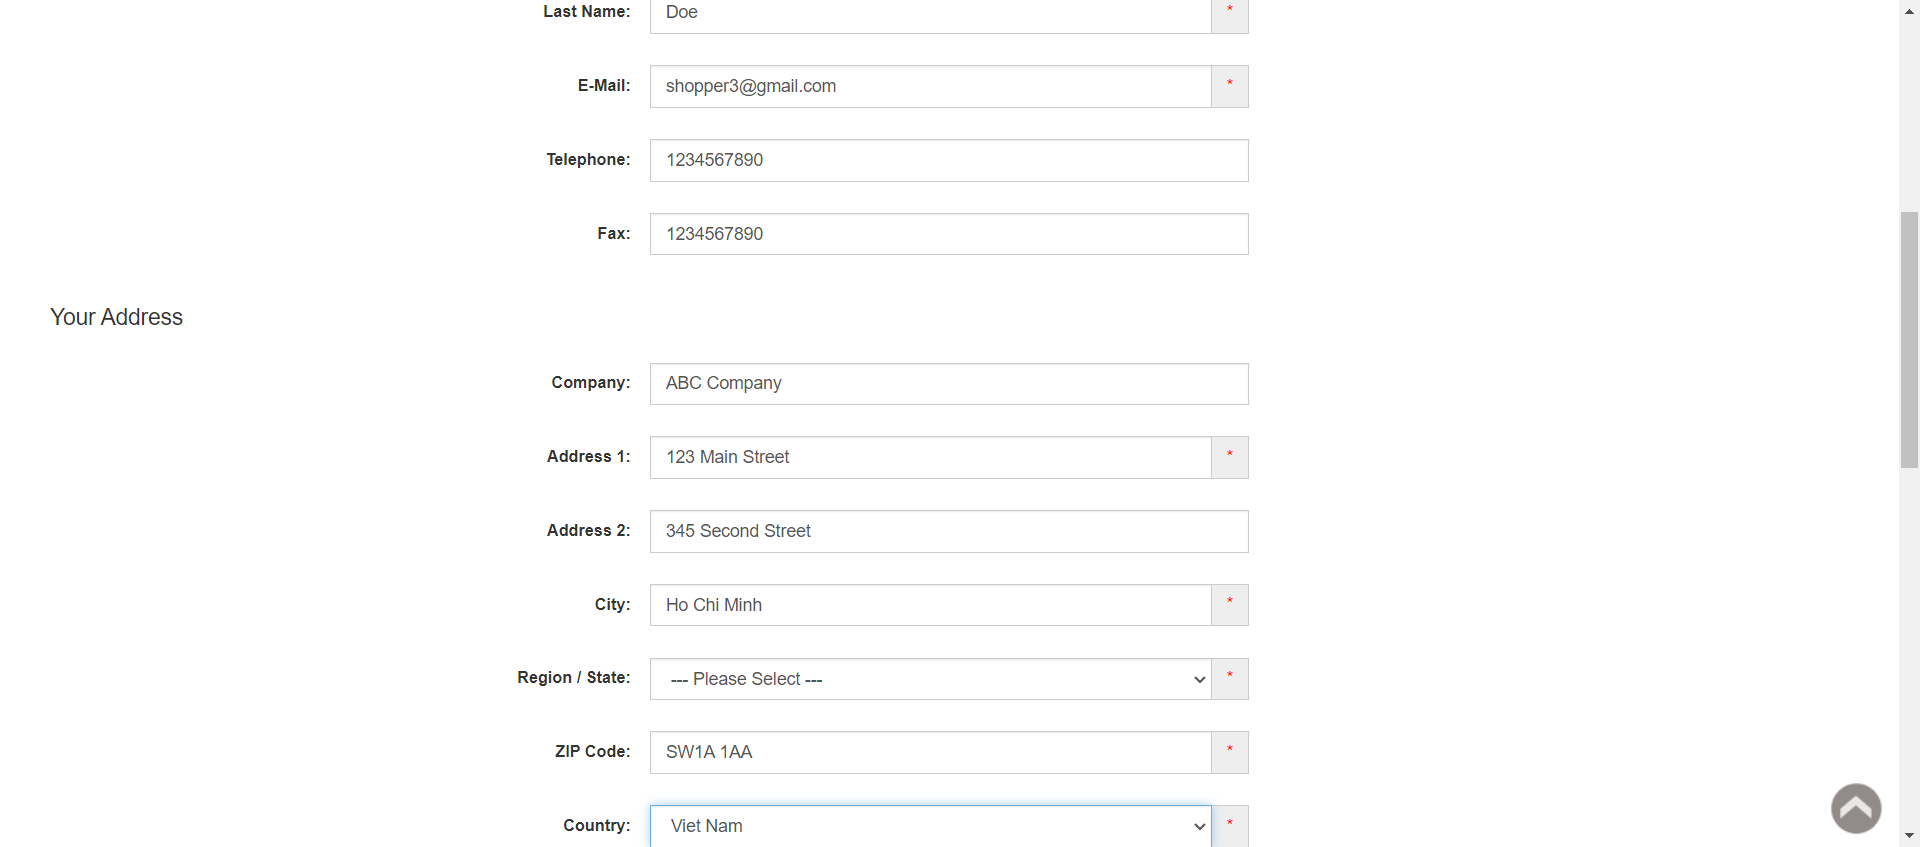 Last Name: Doe *
E-Mail: shopper3@gmail.com *
Telephone: 1234567890
Fax: 1234567890
Your Address
Company: ABC Company
Address 1: 123 Main Street *
Address 2: 345 Second Street
City: Ho Chi Minh *
Region / State: --- Please Select --- *
ZIP Code: SW1A 1AA *
Country: Viet Nam *